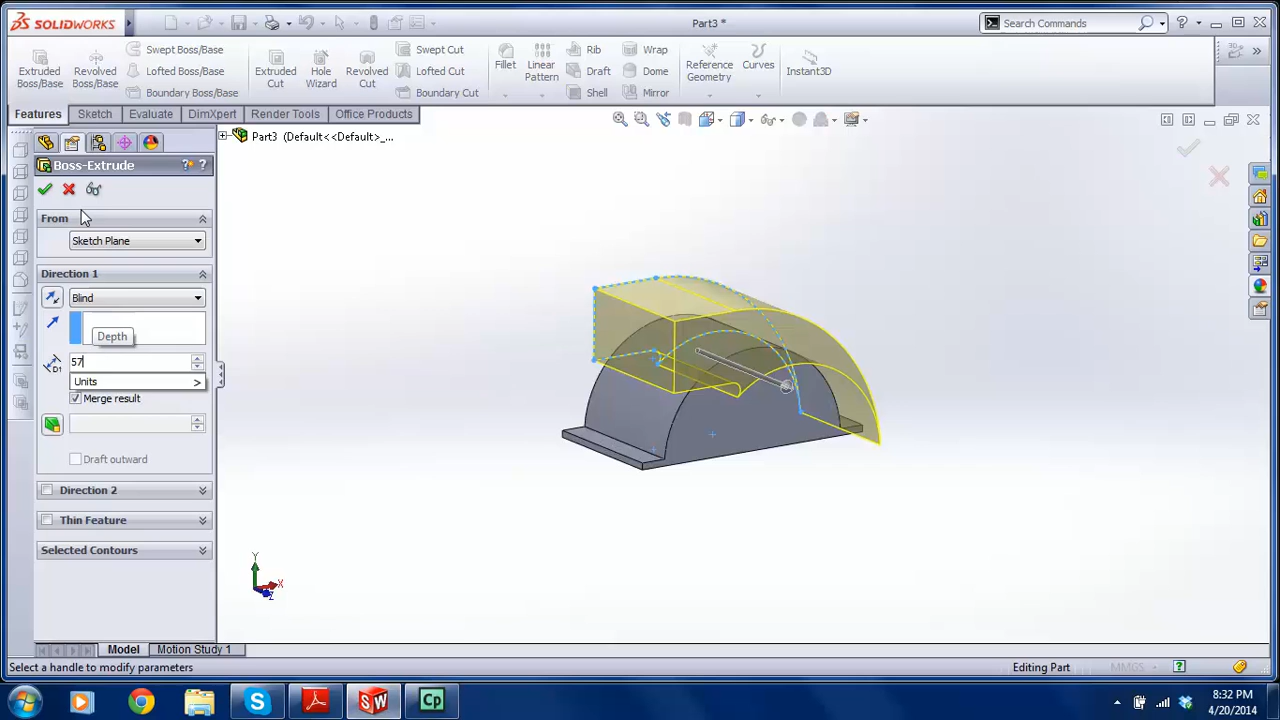 SOLIDWORKS
Part3 *
Search Commands
?
Extruded
Boss/Base
Revolved
Boss/Base
Swept Boss/Base
Lofted Boss/Base
Boundary Boss/Base
Extruded
Cut
Hole
Wizard
Revolved
Cut
Swept Cut
Lofted Cut
Boundary Cut
Fillet
Linear
Pattern
Rib
Draft
Shell
Wrap
Dome
Mirror
Reference
Geometry
Curves
Instant3D
Features
Sketch
Evaluate
DimXpert
Render Tools
Office Products
Part3 (Default<<Default>_...
Boss-Extrude
From
Sketch Plane
Direction 1
Blind
Depth
D1
57
Units >
Merge result
Draft outward
Direction 2
Thin Feature
Selected Contours
Y
X
Z
Model
Motion Study 1
Select a handle to modify parameters
Editing Part
MMGS
?
S
SW
Cp
8:32 PM
4/20/2014